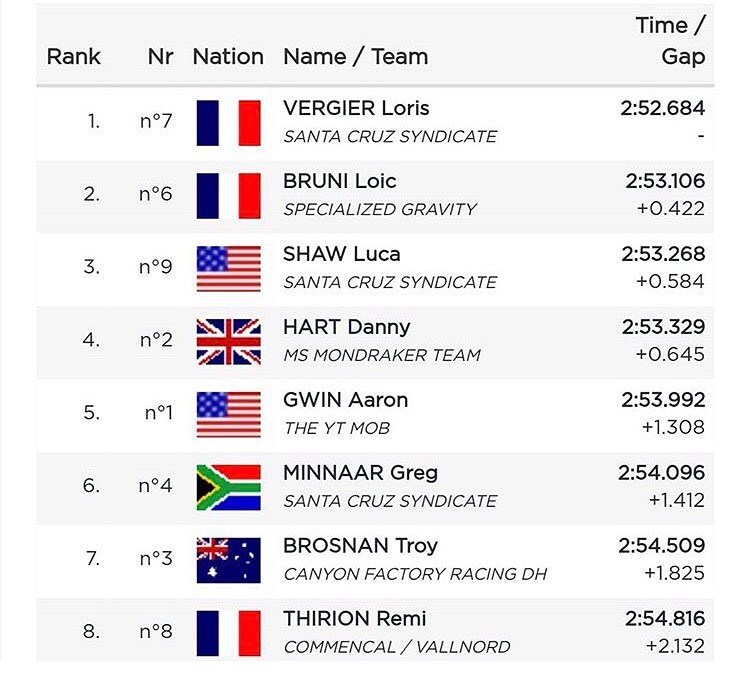 Rank Nr Nation Name / Team Time / Gap
1. n°7 VERGIER Loris 2:52.684
SANTA CRUZ SYNDICATE -
2. n°6 BRUNI Loic 2:53.106
SPECIALIZED GRAVITY +0.422
3. n°9 SHAW Luca 2:53.268
SANTA CRUZ SYNDICATE +0.584
4. n°2 HART Danny 2:53.329
MS MONDRAKER TEAM +0.645
5. n°1 GWIN Aaron 2:53.992
THE YT MOB +1.308
6. n°4 MINNAAR Greg 2:54.096
SANTA CRUZ SYNDICATE +1.412
7. n°3 BROSNAN Troy 2:54.509
CANYON FACTORY RACING DH +1.825
8. n°8 THIRION Remi 2:54.816
COMMENCAL / VALLNORD +2.132